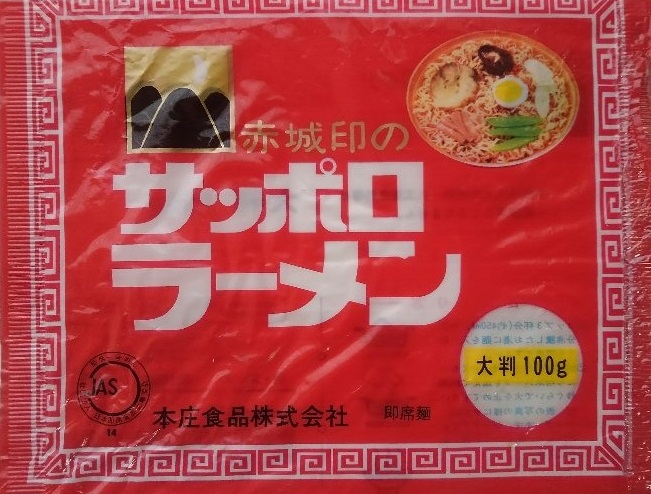 赤城印の
サッポロ
ラーメン
大判100g
JAS
14
本庄食品株式会社
即席麺